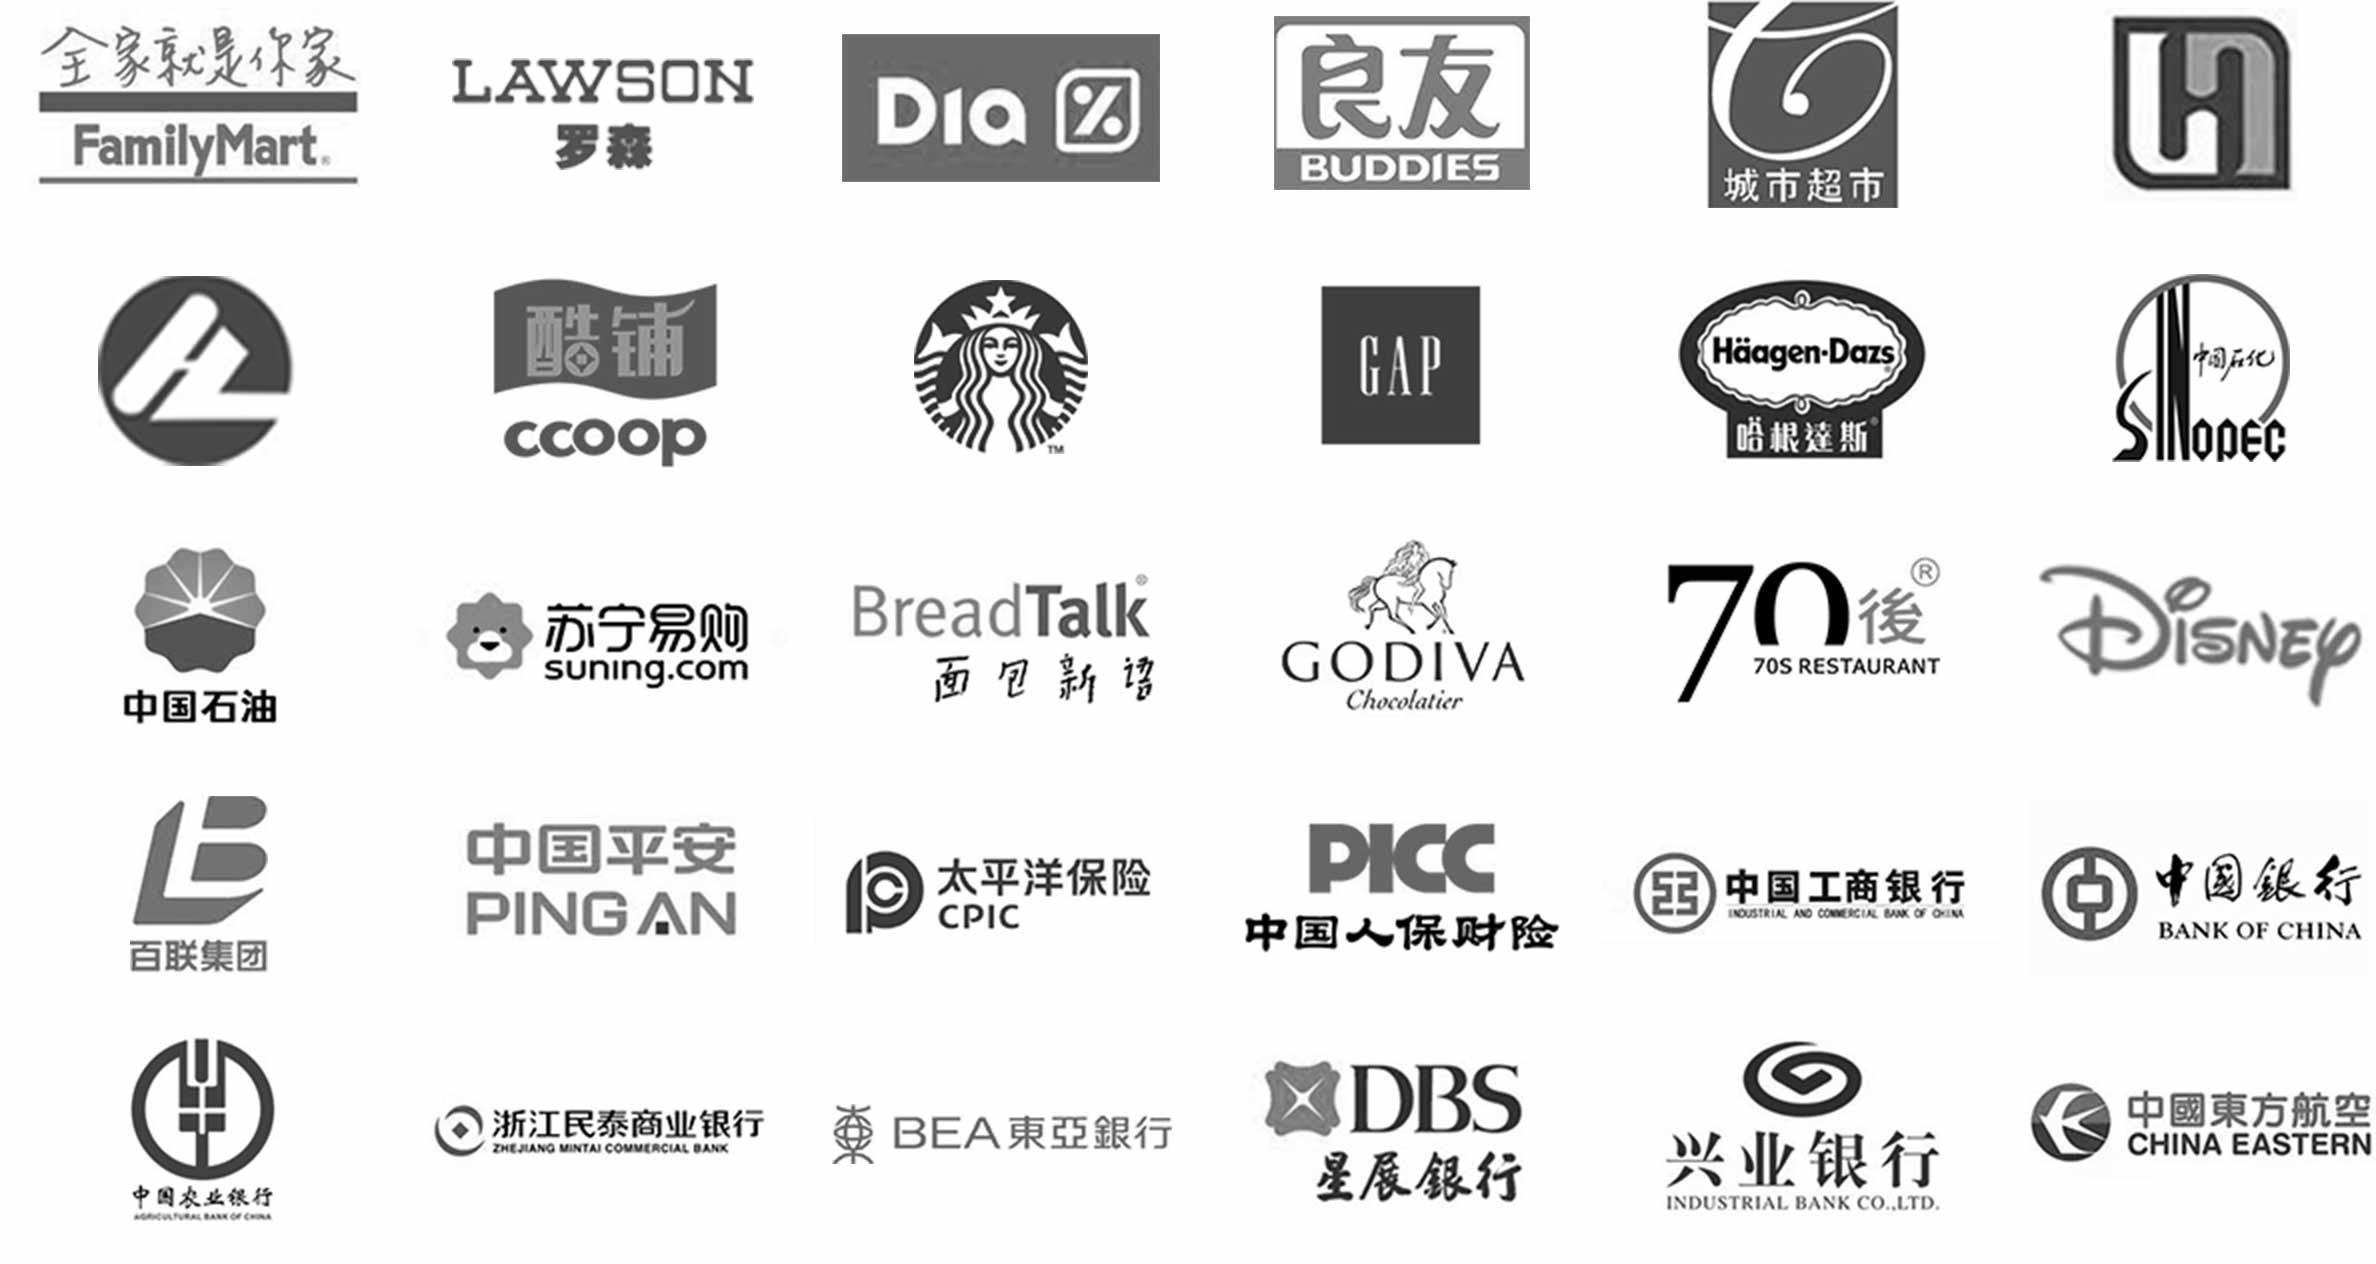 全家就是你家
FamilyMart®
LAWSON
罗森
Dia %
良友
BUDDIES
城市超市
酷铺
ccoop
TM
GAP
Häagen-Dazs®
哈根達斯®
中国石化
SINOPEC
中国石油
苏宁易购
suning.com
BreadTalk®
面包新语
GODIVA
Chocolatier
70後®
70S RESTAURANT
DISNEY
百联集团
中国平安
PING AN
太平洋保险
CPIC
PICC
中国人保财险
中国工商银行
INDUSTRIAL AND COMMERCIAL BANK OF CHINA
中國銀行
BANK OF CHINA
中国农业银行
AGRICULTURAL BANK OF CHINA
浙江民泰商业银行
ZHEJIANG MINTAI COMMERCIAL BANK
BEA東亞銀行
DBS
星展銀行
兴业银行
INDUSTRIAL BANK CO.,LTD.
中國東方航空
CHINA EASTERN